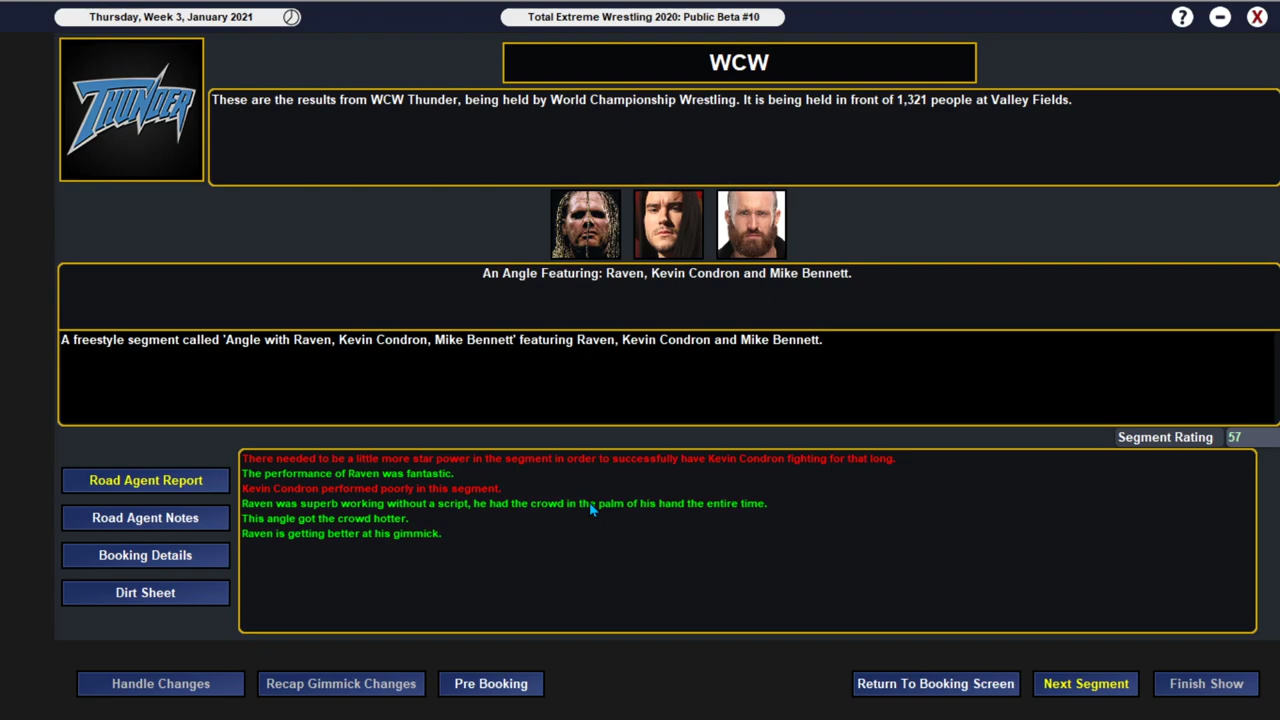 Thursday, Week 3, January 2021
Total Extreme Wrestling 2020: Public Beta #10
?
X
THUNDER
WCW
These are the results from WCW Thunder, being held by World Championship Wrestling. It is being held in front of 1,321 people at Valley Fields.
An Angle Featuring: Raven, Kevin Condron and Mike Bennett.
A freestyle segment called 'Angle with Raven, Kevin Condron, Mike Bennett' featuring Raven, Kevin Condron and Mike Bennett.
Segment Rating 57
Road Agent Report
Road Agent Notes
Booking Details
Dirt Sheet
There needed to be a little more star power in the segment in order to successfully have Kevin Condron fighting for that long.
The performance of Raven was fantastic.
Kevin Condron performed poorly in this segment.
Raven was superb working without a script, he had the crowd in the palm of his hand the entire time.
This angle got the crowd hotter.
Raven is getting better at his gimmick.
Handle Changes
Recap Gimmick Changes
Pre Booking
Return To Booking Screen
Next Segment
Finish Show